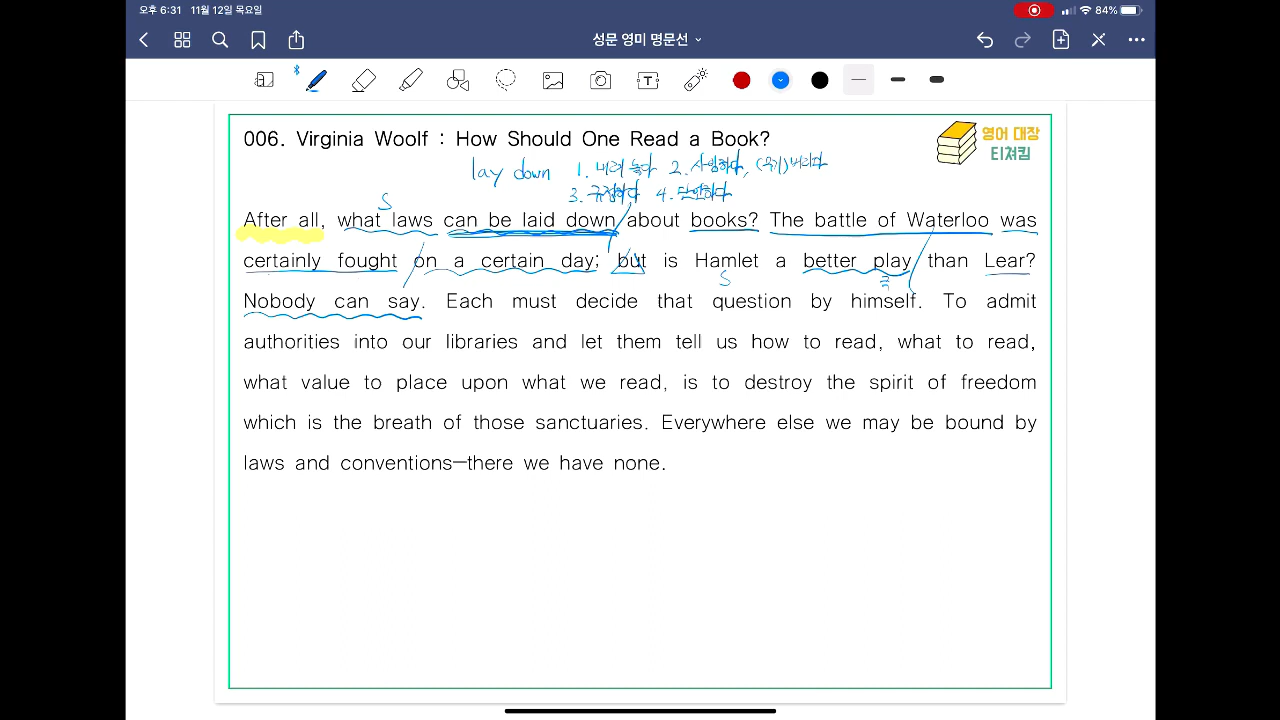 오후 6:31 11월 12일 목요일
84%
성문 영미 명문선
T
006. Virginia Woolf : How Should One Read a Book?
영어 대장
티쳐킴
lay down 1. 내려 놓다 2. 사임하다, (무기)버리다
3. 규정하다 4. 단언하다
S
After all, what laws can be laid down about books? The battle of Waterloo was
certainly fought on a certain day; but is Hamlet a better play than Lear?
S
극
Nobody can say. Each must decide that question by himself. To admit
authorities into our libraries and let them tell us how to read, what to read,
what value to place upon what we read, is to destroy the spirit of freedom
which is the breath of those sanctuaries. Everywhere else we may be bound by
laws and conventions—there we have none.